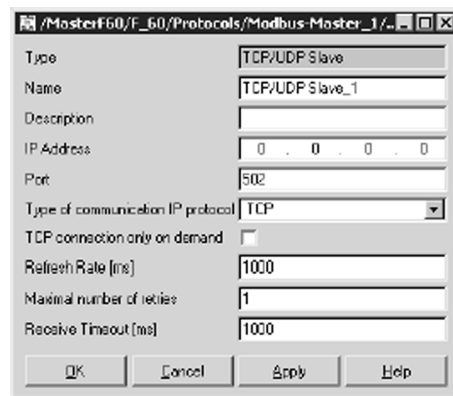 /MasterF60/F_60/Protocols/Modbus-Master_1/..
Type TCP/UDP Slave
Name TCP/UDP Slave_1
Description
IP Address 0 . 0 . 0 . 0
Port 502
Type of communication IP protocol TCP
TCP connection only on demand
Refresh Rate [ms] 1000
Maximal number of retries 1
Receive Timeout [ms] 1000
OK Cancel Apply Help